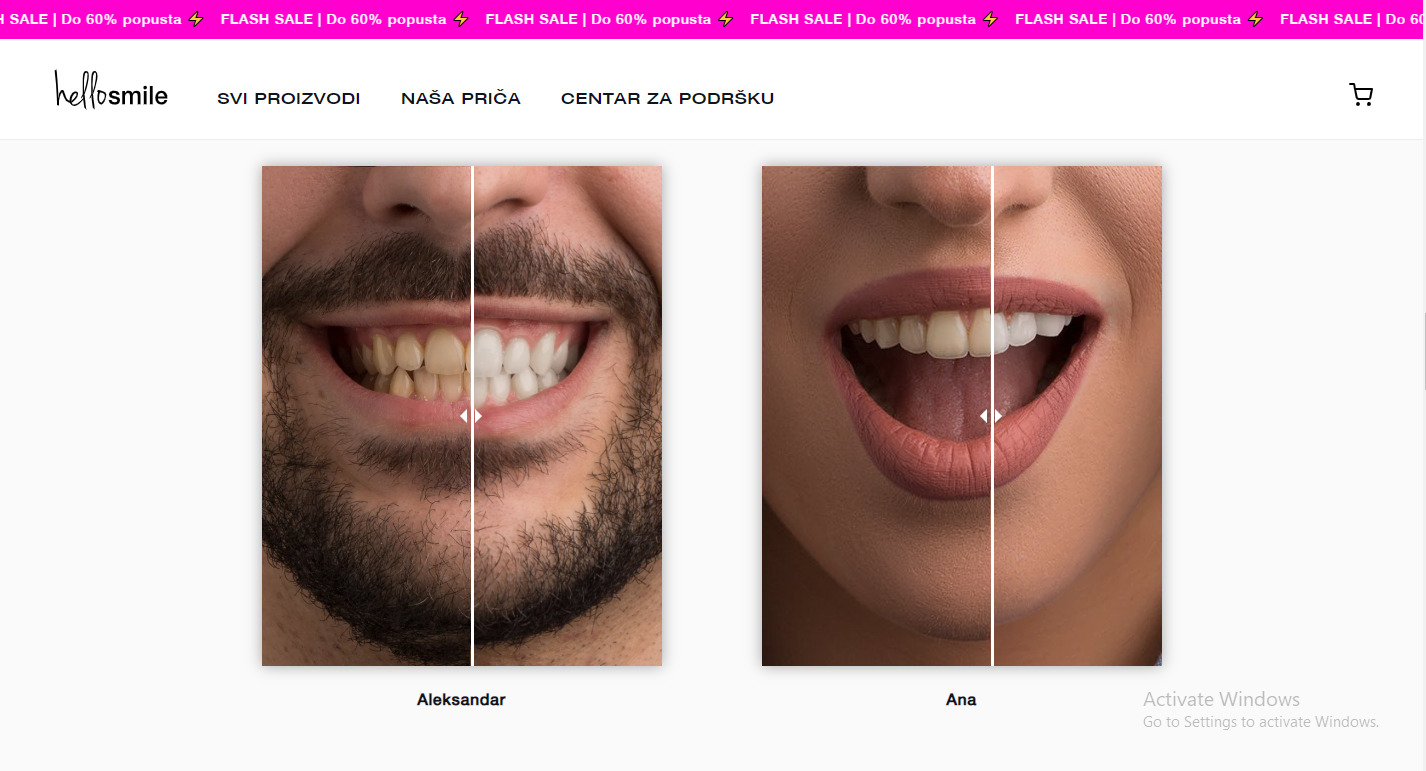 H SALE | Do 60% popusta ⚡ FLASH SALE | Do 60% popusta ⚡ FLASH SALE | Do 60% popusta ⚡ FLASH SALE | Do 60% popusta ⚡ FLASH SALE | Do 60% popusta ⚡ FLASH SALE | Do 60
hellosmile SVI PROIZVODI NAŠA PRIČA CENTAR ZA PODRŠKU
Aleksandar Ana
Activate Windows
Go to Settings to activate Windows.